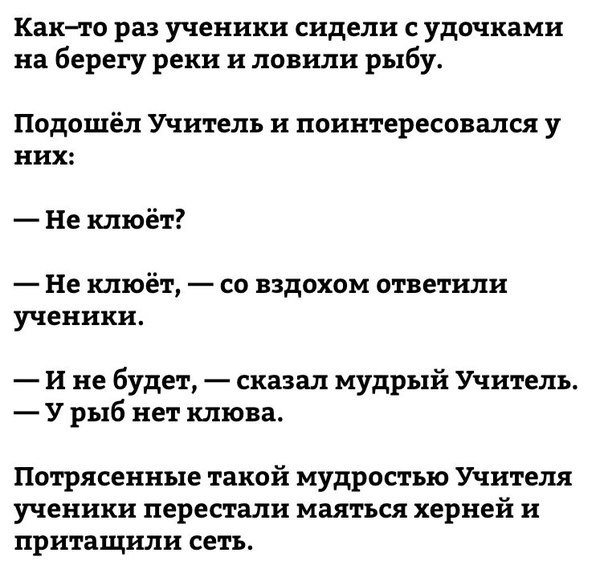 Как–то раз ученики сидели с удочками
на берегу реки и ловили рыбу.
Подошёл Учитель и поинтересовался у
них:
— Не клюёт?
— Не клюёт, — со вздохом ответили
ученики.
— И не будет, — сказал мудрый Учитель.
— У рыб нет клюва.
Потрясенные такой мудростью Учителя
ученики перестали маяться херней и
притащили сеть.